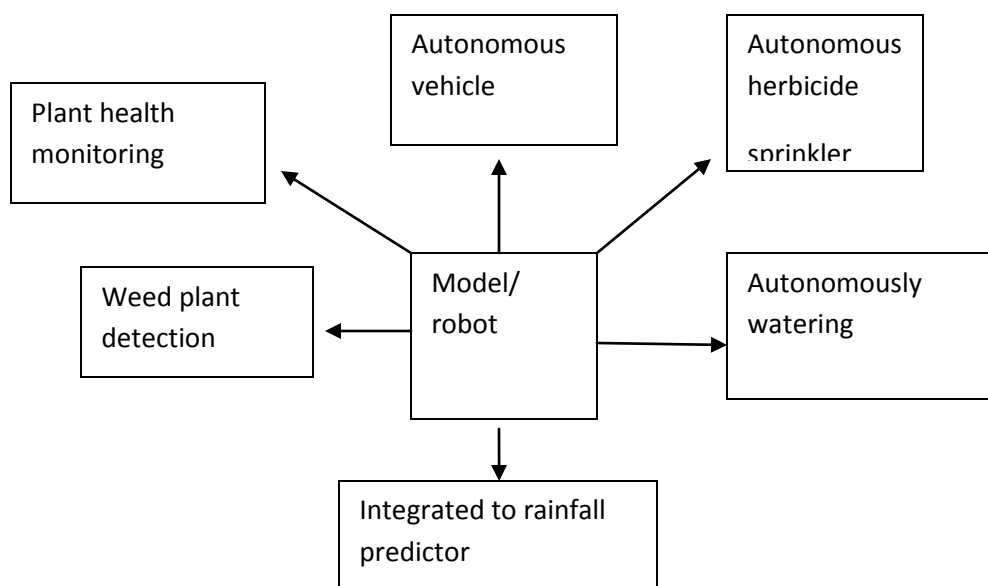 Autonomous
vehicle
Autonomous
herbicide
sprinkler
Plant health
monitoring
Model/
robot
Weed plant
detection
Autonomously
watering
Integrated to rainfall
predictor